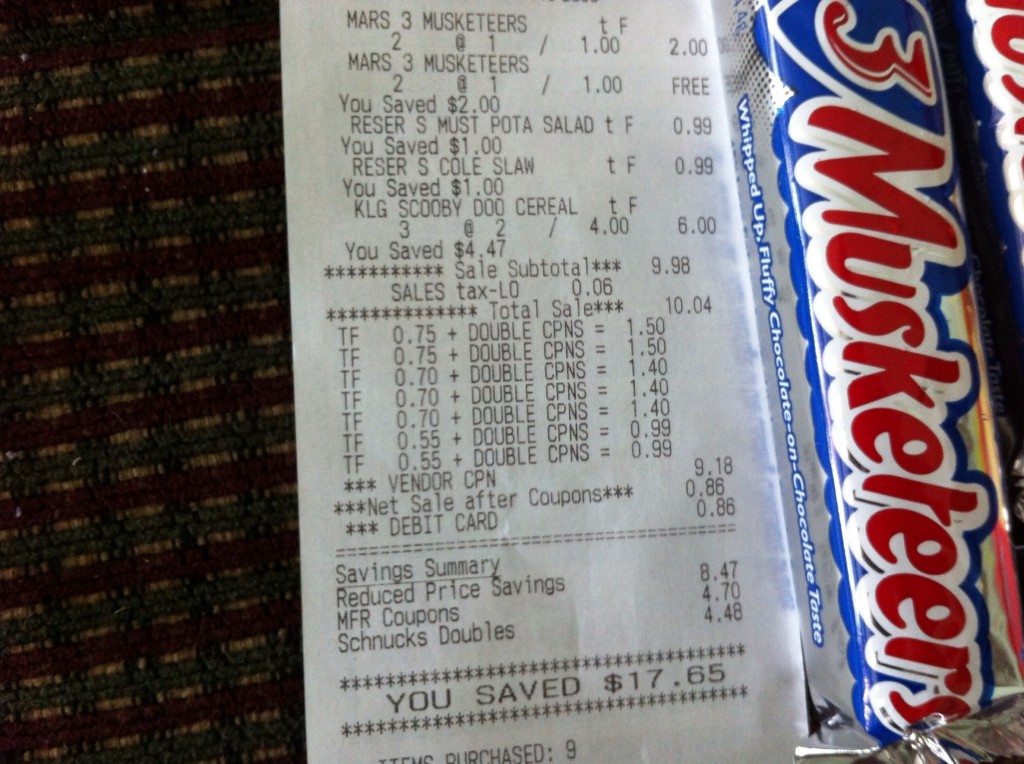 MARS 3 MUSKETEERS t F
2 @ 1 / 1.00 2.00
MARS 3 MUSKETEERS
2 @ 1 / 1.00 FREE
You Saved $2.00
RESER S MUST POTA SALAD t F 0.99
You Saved $1.00
RESER S COLE SLAW t F 0.99
You Saved $1.00
KLG SCOOBY DOO CEREAL t F
3 @ 2 / 4.00 6.00
You Saved $4.47
*********** Sale Subtotal*** 9.98
SALES tax-LO 0.06
************** Total Sale*** 10.04
TF 0.75 + DOUBLE CPNS = 1.50
TF 0.75 + DOUBLE CPNS = 1.50
TF 0.70 + DOUBLE CPNS = 1.40
TF 0.70 + DOUBLE CPNS = 1.40
TF 0.70 + DOUBLE CPNS = 1.40
TF 0.55 + DOUBLE CPNS = 0.99
TF 0.55 + DOUBLE CPNS = 0.99
*** VENDOR CPN 9.18
***Net Sale after Coupons*** 0.86
*** DEBIT CARD 0.86
Savings Summary
Reduced Price Savings 8.47
MFR Coupons 4.70
Schnucks Doubles 4.48
YOU SAVED $17.65
ITEMS PURCHASED: 9
3 Musketeers
Whipped Up, Fluffy Chocolate-on-Chocolate Taste